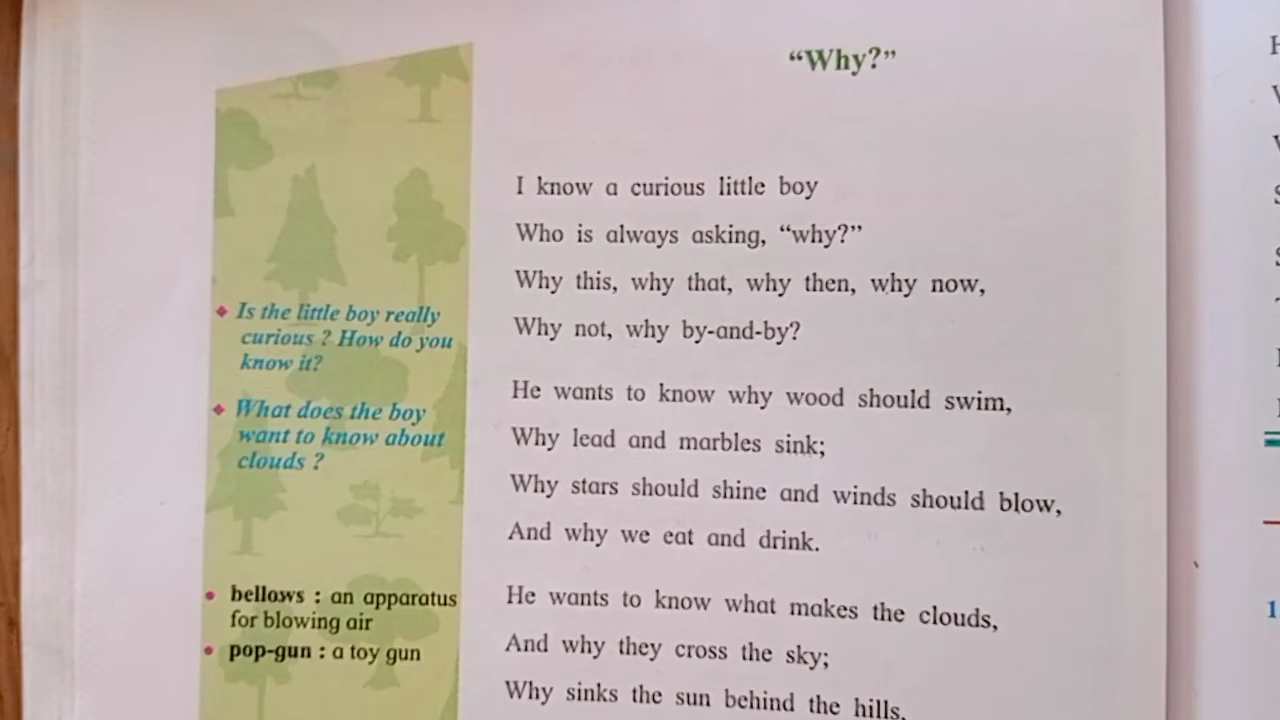 “Why?”
I know a curious little boy
Who is always asking, “why?”
Why this, why that, why then, why now,
Why not, why by-and-by?
He wants to know why wood should swim,
Why lead and marbles sink;
Why stars should shine and winds should blow,
And why we eat and drink.
He wants to know what makes the clouds,
And why they cross the sky;
Why sinks the sun behind the hills,
Is the little boy really
curious ? How do you
know it?
What does the boy
want to know about
clouds ?
bellows : an apparatus
for blowing air
pop-gun : a toy gun
1